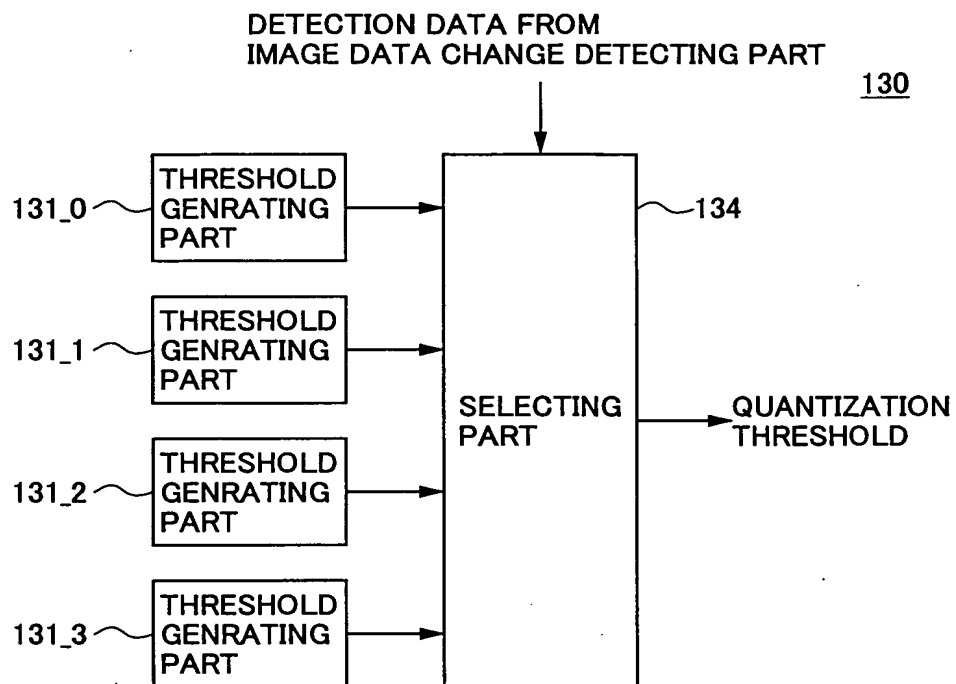 DETECTION DATA FROM
IMAGE DATA CHANGE DETECTING PART
130
131_0
THRESHOLD
GENRATING
PART
134
131_1
THRESHOLD
GENRATING
PART
SELECTING
PART
QUANTIZATION
THRESHOLD
131_2
THRESHOLD
GENRATING
PART
131_3
THRESHOLD
GENRATING
PART